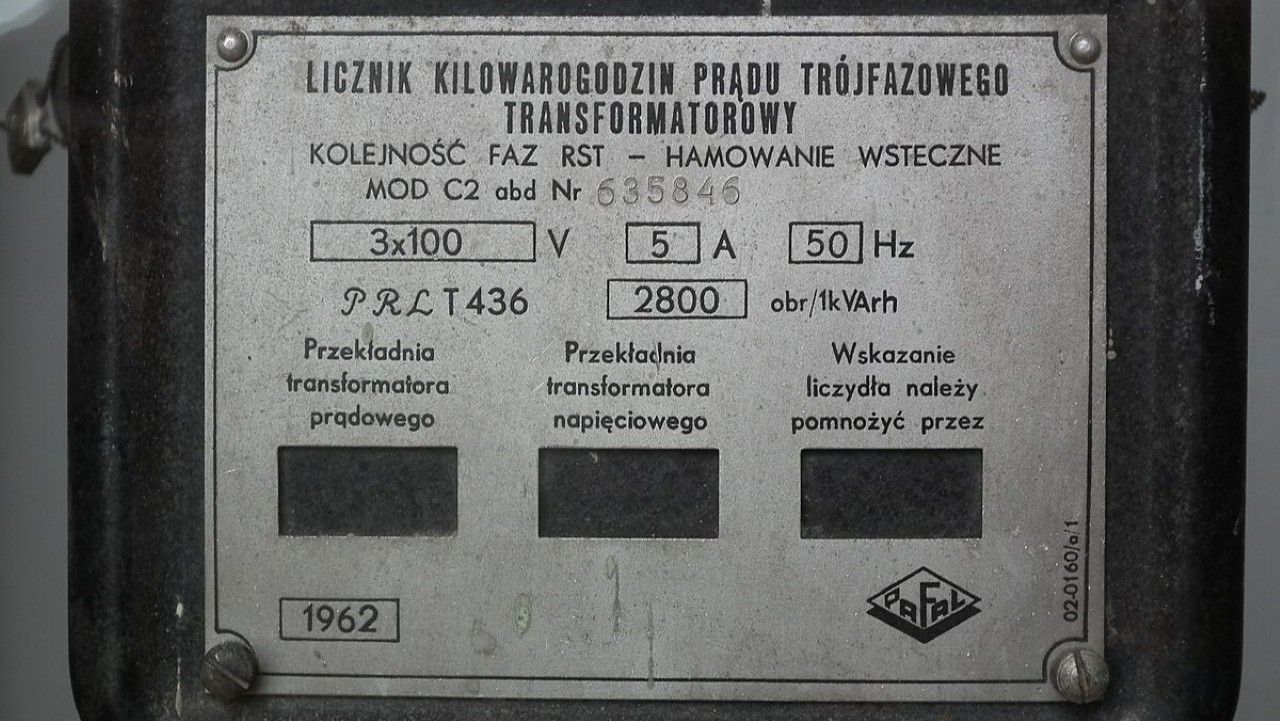 LICZNIK KILOWAROGODZIN PRĄDU TRÓJFAZOWEGO
TRANSFORMATOROWY
KOLEJNOŚĆ FAZ RST – HAMOWANIE WSTECZNE
MOD C2 abd Nr 635846
3x100 V 5 A 50 Hz
PRL T436 2800 obr/1kVArh
Przekładnia transformatora prądowego
Przekładnia transformatora napięciowego
Wskazanie liczydła należy pomnożyć przez
1962
PAFAL
02-0160/a/1